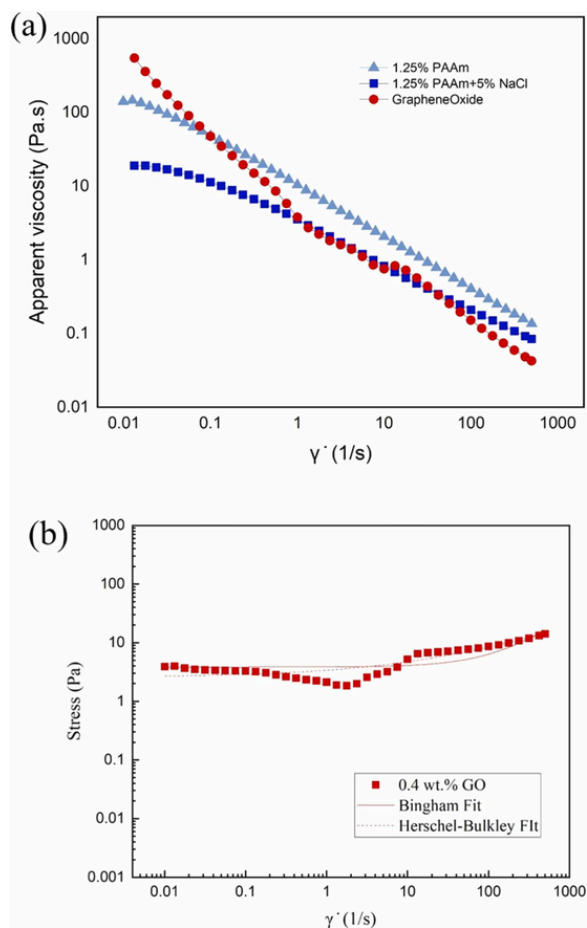 (a)
1000
100
10
1
0.1
0.01
Apparent viscosity (Pa.s)
1.25% PAAm
1.25% PAAm+5% NaCl
GrapheneOxide
0.01 0.1 1 10 100 1000
γ˙ (1/s)
(b)
1000
100
10
1
0.1
0.01
0.001
Stress (Pa)
0.4 wt.% GO
Bingham Fit
Herschel-Bulkley FIt
0.01 0.1 1 10 100 1000
γ˙ (1/s)